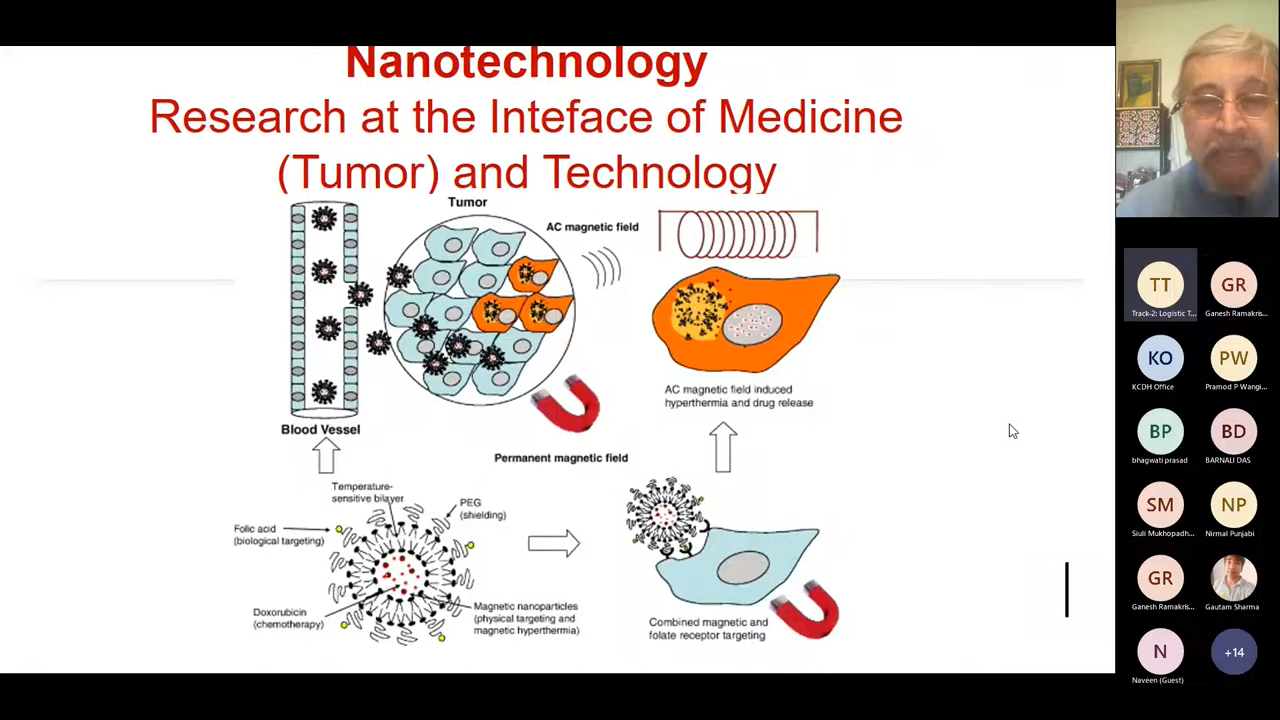 Nanotechnology
Research at the Inteface of Medicine
(Tumor) and Technology
Tumor
AC magnetic field
Blood Vessel
AC magnetic field induced
hyperthermia and drug release
Permanent magnetic field
Temperature-
sensitive bilayer
PEG
(shielding)
Folic acid
(biological targeting)
Doxorubicin
(chemotherapy)
Magnetic nanoparticles
(physical targeting and
magnetic hyperthermia)
Combined magnetic and
folate receptor targeting
TT
Track-2: Logistic T...
GR
Ganesh Ramakris...
KO
KCDH Office
PW
Pramod P Wangi...
BP
bhagwati prasad
BD
BARNALI DAS
SM
Siuli Mukhopadh...
NP
Nirmal Punjabi
GR
Ganesh Ramakris...
Gautam Sharma
N
Naveen (Guest)
+14